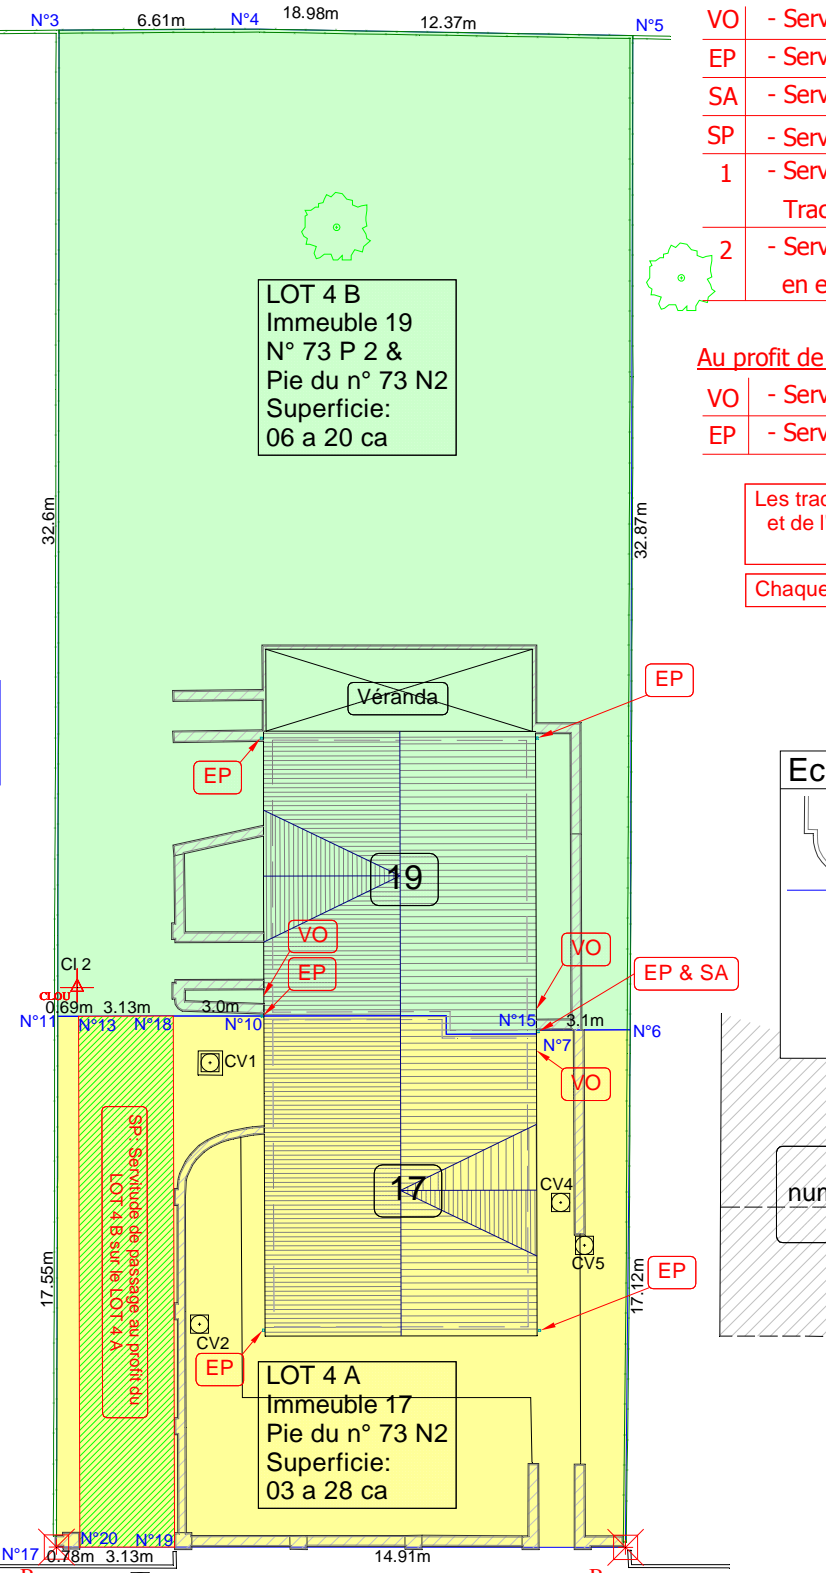 N°3
6.61m
N°4
18.98m
12.37m
N°5
VO - Serv
EP - Serv
SA - Serv
SP - Serv
1 - Serv
Trac
2 - Serv
en e
LOT 4 B
Immeuble 19
N° 73 P 2 &
Pie du n° 73 N2
Superficie:
06 a 20 ca
Au profit de
VO - Serv
EP - Serv
Les trac
et de l
Chaque
32.6m
32.87m
EP
Véranda
EP
Ec
19
VO
VO
EP
EP & SA
Cl 2
CLOU
0.69m 3.13m
3.0m
N°11
N°13
N°18
N°10
N°15
3.1m
N°6
N°7
CV1
VO
SP: Servitude de passage au profit du
LOT 4 B sur le LOT 4 A
17
CV4
num
CV5
17.55m
17.12m
EP
CV2
EP
LOT 4 A
Immeuble 17
Pie du n° 73 N2
Superficie:
03 a 28 ca
N°17
N°20
N°19
0.78m
3.13m
14.91m